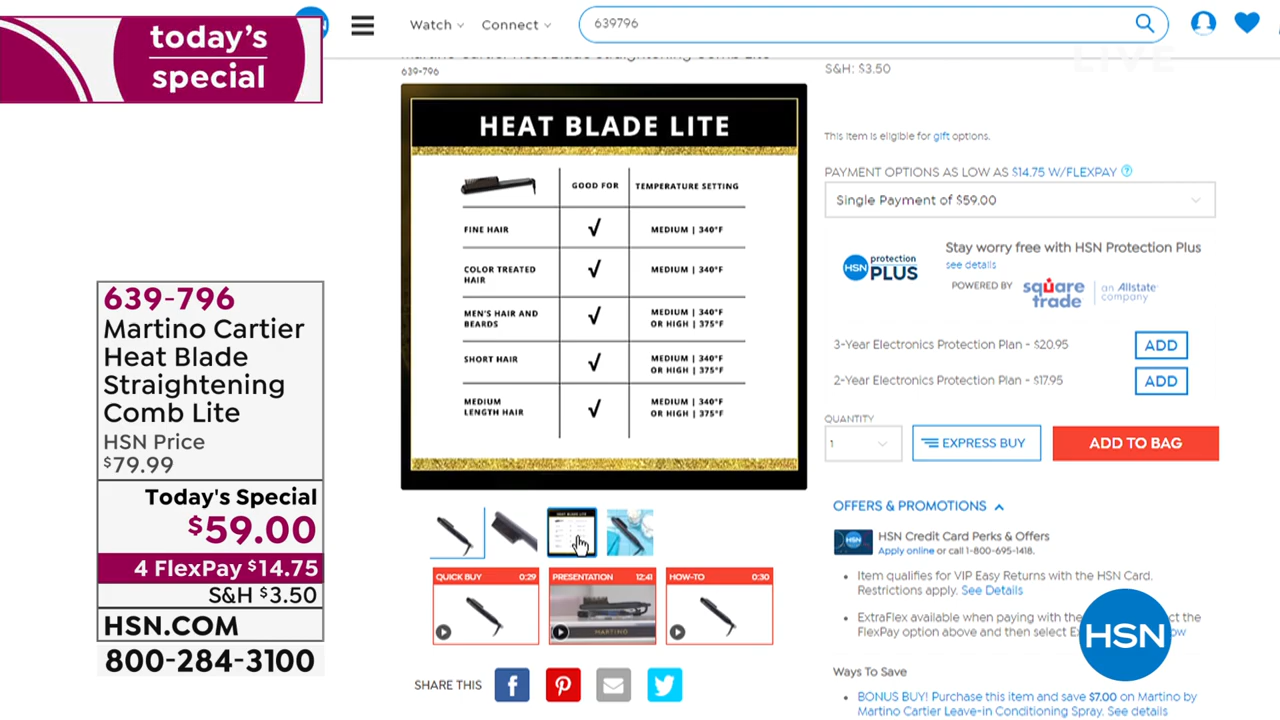 today's
special
Watch
Connect
639796
LIVE
639-796
S&H: $3.50
This item is eligible for gift options.
PAYMENT OPTIONS AS LOW AS $14.75 W/FLEXPAY ?
Single Payment of $59.00
HSN protection PLUS
Stay worry free with HSN Protection Plus
see details
POWERED BY square trade | an Allstate company
3-Year Electronics Protection Plan - $20.95 ADD
2-Year Electronics Protection Plan - $17.95 ADD
QUANTITY
1
EXPRESS BUY
ADD TO BAG
OFFERS & PROMOTIONS
HSN
HSN Credit Card Perks & Offers
Apply online or call 1-800-695-1418.
• Item qualifies for VIP Easy Returns with the HSN Card.
Restrictions apply. See Details
• ExtraFlex available when paying with the
FlexPay option above and then select
HSN
Ways To Save
• BONUS BUY! Purchase this item and save $7.00 on Martino by
Martino Cartier Leave-in Conditioning Spray. See details
HEAT BLADE LITE
GOOD FOR TEMPERATURE SETTING
FINE HAIR √ MEDIUM | 340°F
COLOR TREATED
HAIR √ MEDIUM | 340°F
MEN'S HAIR AND
BEARDS √ MEDIUM | 340°F
OR HIGH | 375°F
SHORT HAIR √ MEDIUM | 340°F
OR HIGH | 375°F
MEDIUM
LENGTH HAIR √ MEDIUM | 340°F
OR HIGH | 375°F
QUICK BUY 0:29
PRESENTATION 12:41
MARTINO
HOW-TO 0:30
SHARE THIS
639-796
Martino Cartier
Heat Blade
Straightening
Comb Lite
HSN Price
$79.99
Today's Special
$59.00
4 FlexPay $14.75
S&H $3.50
HSN.COM
800-284-3100